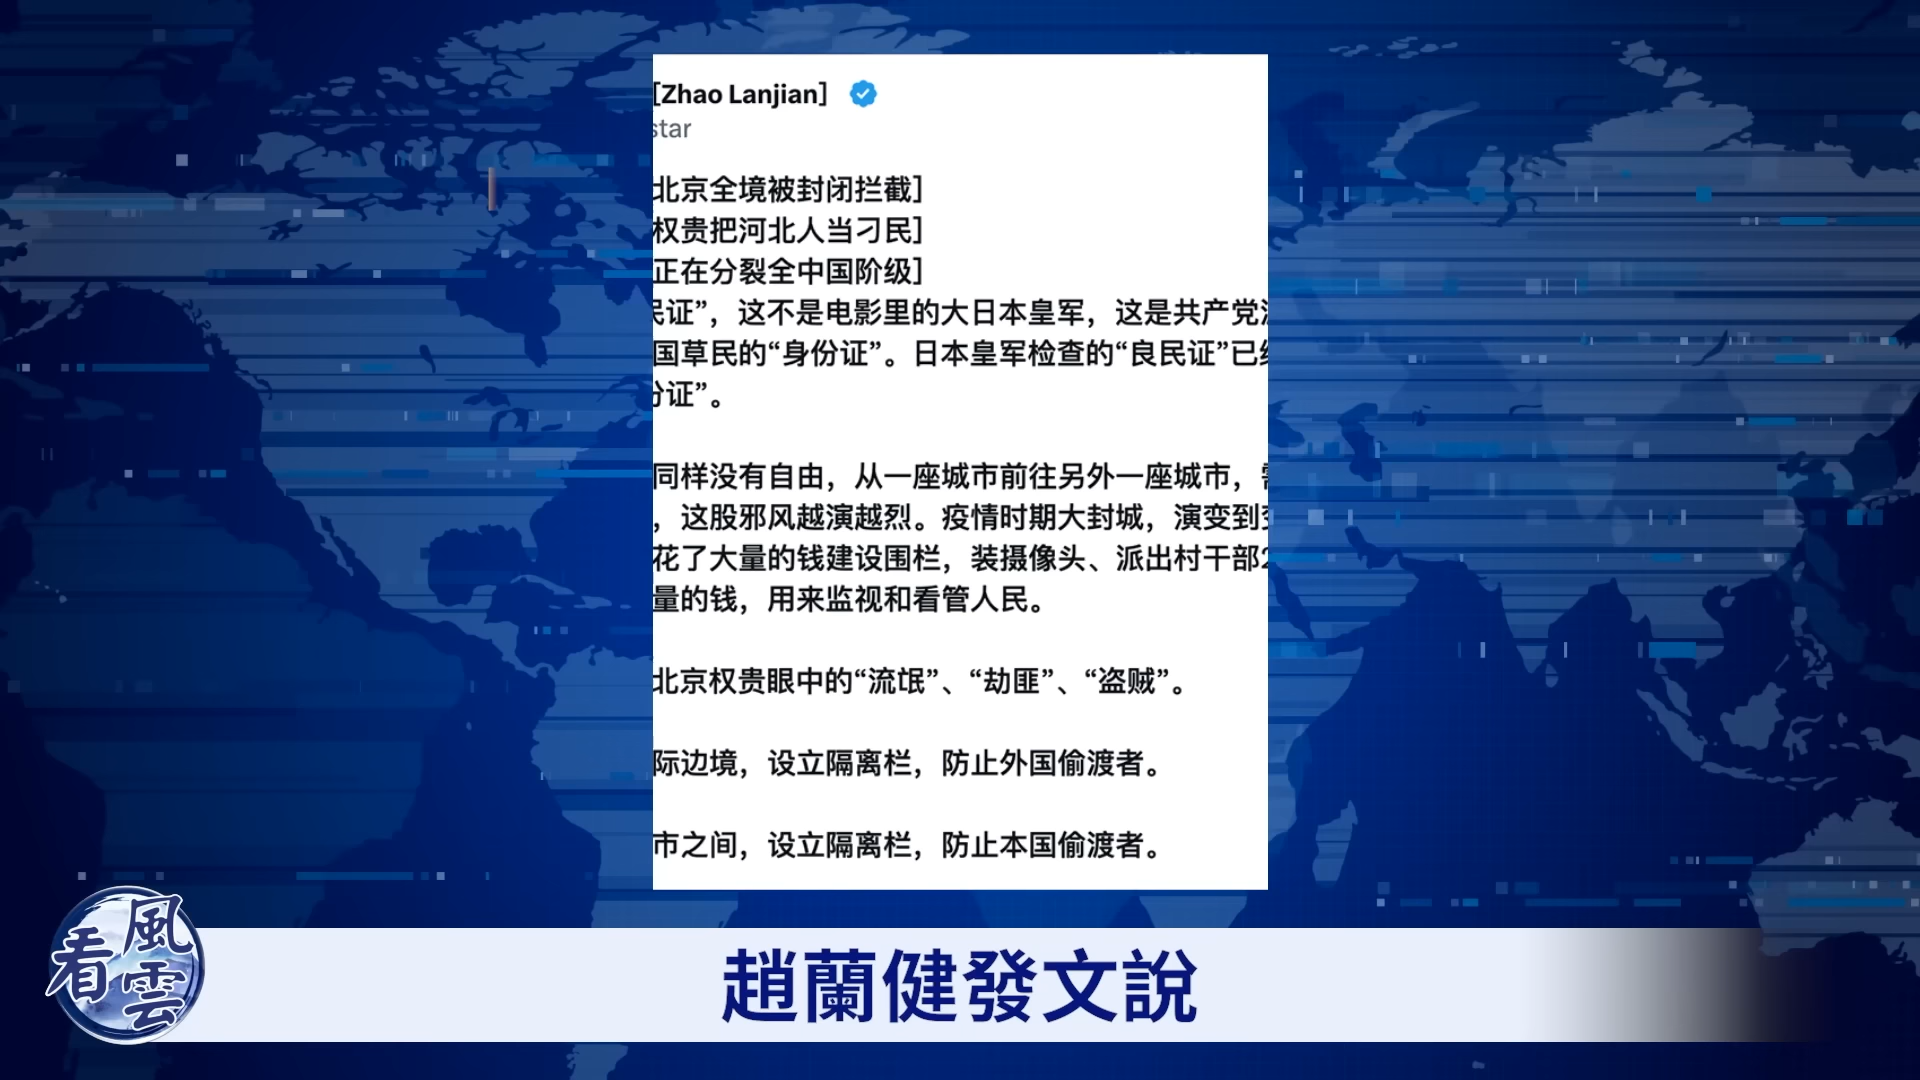 [Zhao Lanjian]
star
北京全境被封闭拦截]
权贵把河北人当刁民]
正在分裂全中国阶级]
民证”，这不是电影里的大日本皇军，这是共产党
国草民的“身份证”。日本皇军检查的“良民证”已
份证”。
同样没有自由，从一座城市前往另外一座城市，
，这股邪风越演越烈。疫情时期大封城，演变到
花了大量的钱建设围栏，装摄像头、派出村干部2
量的钱，用来监视和看管人民。
北京权贵眼中的“流氓”、“劫匪”、“盗贼”。
际边境，设立隔离栏，防止外国偷渡者。
市之间，设立隔离栏，防止本国偷渡者。
看風雲
趙蘭健發文說